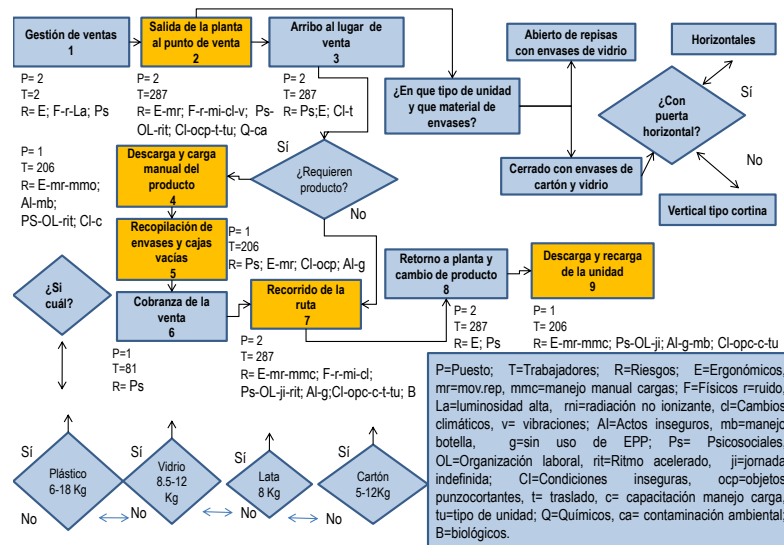 Gestión de ventas
1
Salida de la planta
al punto de venta
2
Arribo al lugar de
venta
3
Abierto de repisas
con envases de vidrio
Horizontales
P= 2
T=2
R= E; F-r-La; Ps
P= 2
T=287
R= E-mr; F-r-mi-cl-v; Ps-
OL-rit; Cl-ocp-t-tu; Q-ca
P= 2
T= 287
R= Ps;E; Cl-t
¿En que tipo de unidad
y que material de
envases?
¿Con
puerta
horizontal?
Sí
No
Cerrado con envases de
cartón y vidrio
Vertical tipo cortina
P= 1
T= 206
R= E-mr-mmo;
Al-mb;
PS-OL-rit; Cl-c
Descarga y carga
manual del
producto
4
Sí
¿Requieren
producto?
No
Recopilación de
envases y cajas
vacías
5
P= 1
T=206
R= Ps; E-mr; Cl-ocp; Al-g
¿Si
cuál?
Cobranza de la
venta
6
Recorrido de la
ruta
7
Retorno a planta y
cambio de producto
8
Descarga y recarga
de la unidad
9
P=1
T=81
R= Ps
P= 2
T= 287
R= E-mr-mmc; F-r-mi-cl;
Ps-OL-ji-rit; Al-g;Cl-opc-c-t-tu; B
P= 2
T= 287
R= E; Ps
P= 1
T= 206
R= E-mr-mmc; Ps-OL-ji; Al-g-mb; Cl-opc-c-tu
P=Puesto; T=Trabajadores; R=Riesgos; E=Ergonómicos,
mr=mov.rep, mmc=manejo manual cargas; F=Físicos r=ruido,
La=luminosidad alta, rni=radiación no ionizante, cl=Cambios
climáticos, v= vibraciones; Al=Actos inseguros, mb=manejo
botella, g=sin uso de EPP; Ps= Psicosociales,
OL=Organización laboral, rit=Ritmo acelerado, ji=jornada
indefinida; CI=Condiciones inseguras, ocp=objetos
punzocortantes, t= traslado, c= capacitación manejo carga,
tu=tipo de unidad; Q=Químicos, ca= contaminación ambiental;
B=biológicos.
Sí
Plástico
6-18 Kg
No
Sí
Vidrio
8.5-12
Kg
No
Sí
Lata
8 Kg
No
Sí
Cartón
5-12Kg
No